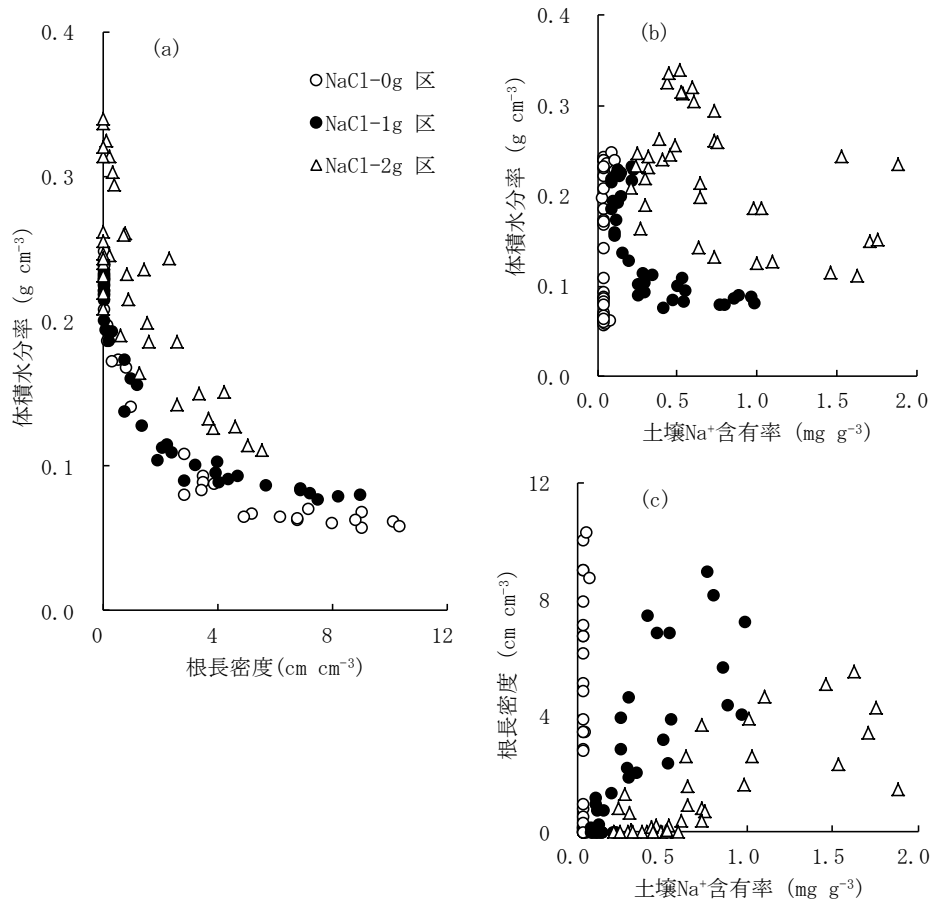 (a)
NaCl-0g 区
NaCl-1g 区
NaCl-2g 区
体積水分率 (g cm⁻³)
0.4
0.3
0.2
0.1
0.0
0 4 8 12
根長密度(cm cm⁻³)
(b)
体積水分率 (g cm⁻³)
0.4
0.3
0.2
0.1
0.0
0.0 0.5 1.0 1.5 2.0
土壌Na⁺含有率 (mg g⁻³)
(c)
根長密度 (cm cm⁻³)
12
8
4
0
0.0 0.5 1.0 1.5 2.0
土壌Na⁺含有率 (mg g⁻³)